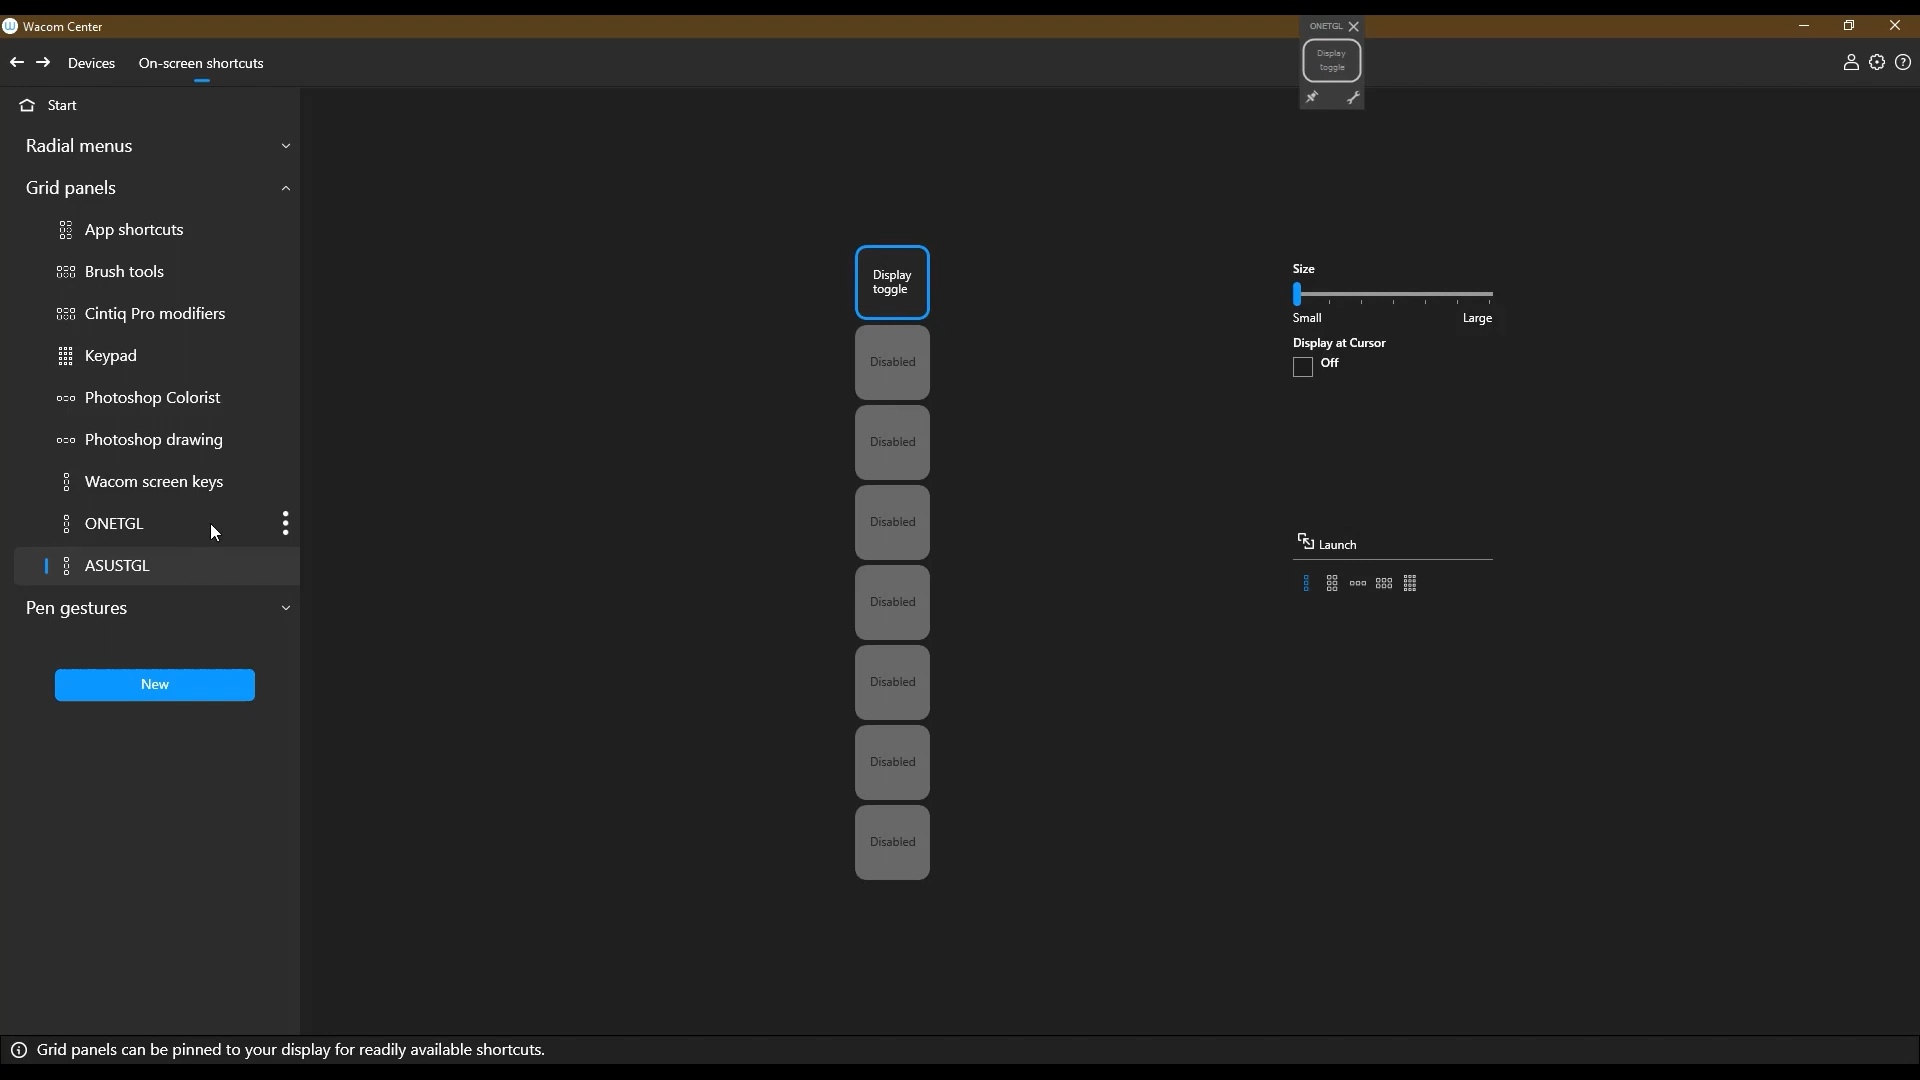 Wacom Center
ONETGL
Display
toggle
Devices
On-screen shortcuts
Start
Radial menus
Grid panels
App shortcuts
Brush tools
Cintiq Pro modifiers
Keypad
Photoshop Colorist
Photoshop drawing
Wacom screen keys
ONETGL
ASUSTGL
Pen gestures
New
Display
toggle
Disabled
Disabled
Disabled
Disabled
Disabled
Disabled
Disabled
Size
Small Large
Display at Cursor
Off
Launch
Grid panels can be pinned to your display for readily available shortcuts.